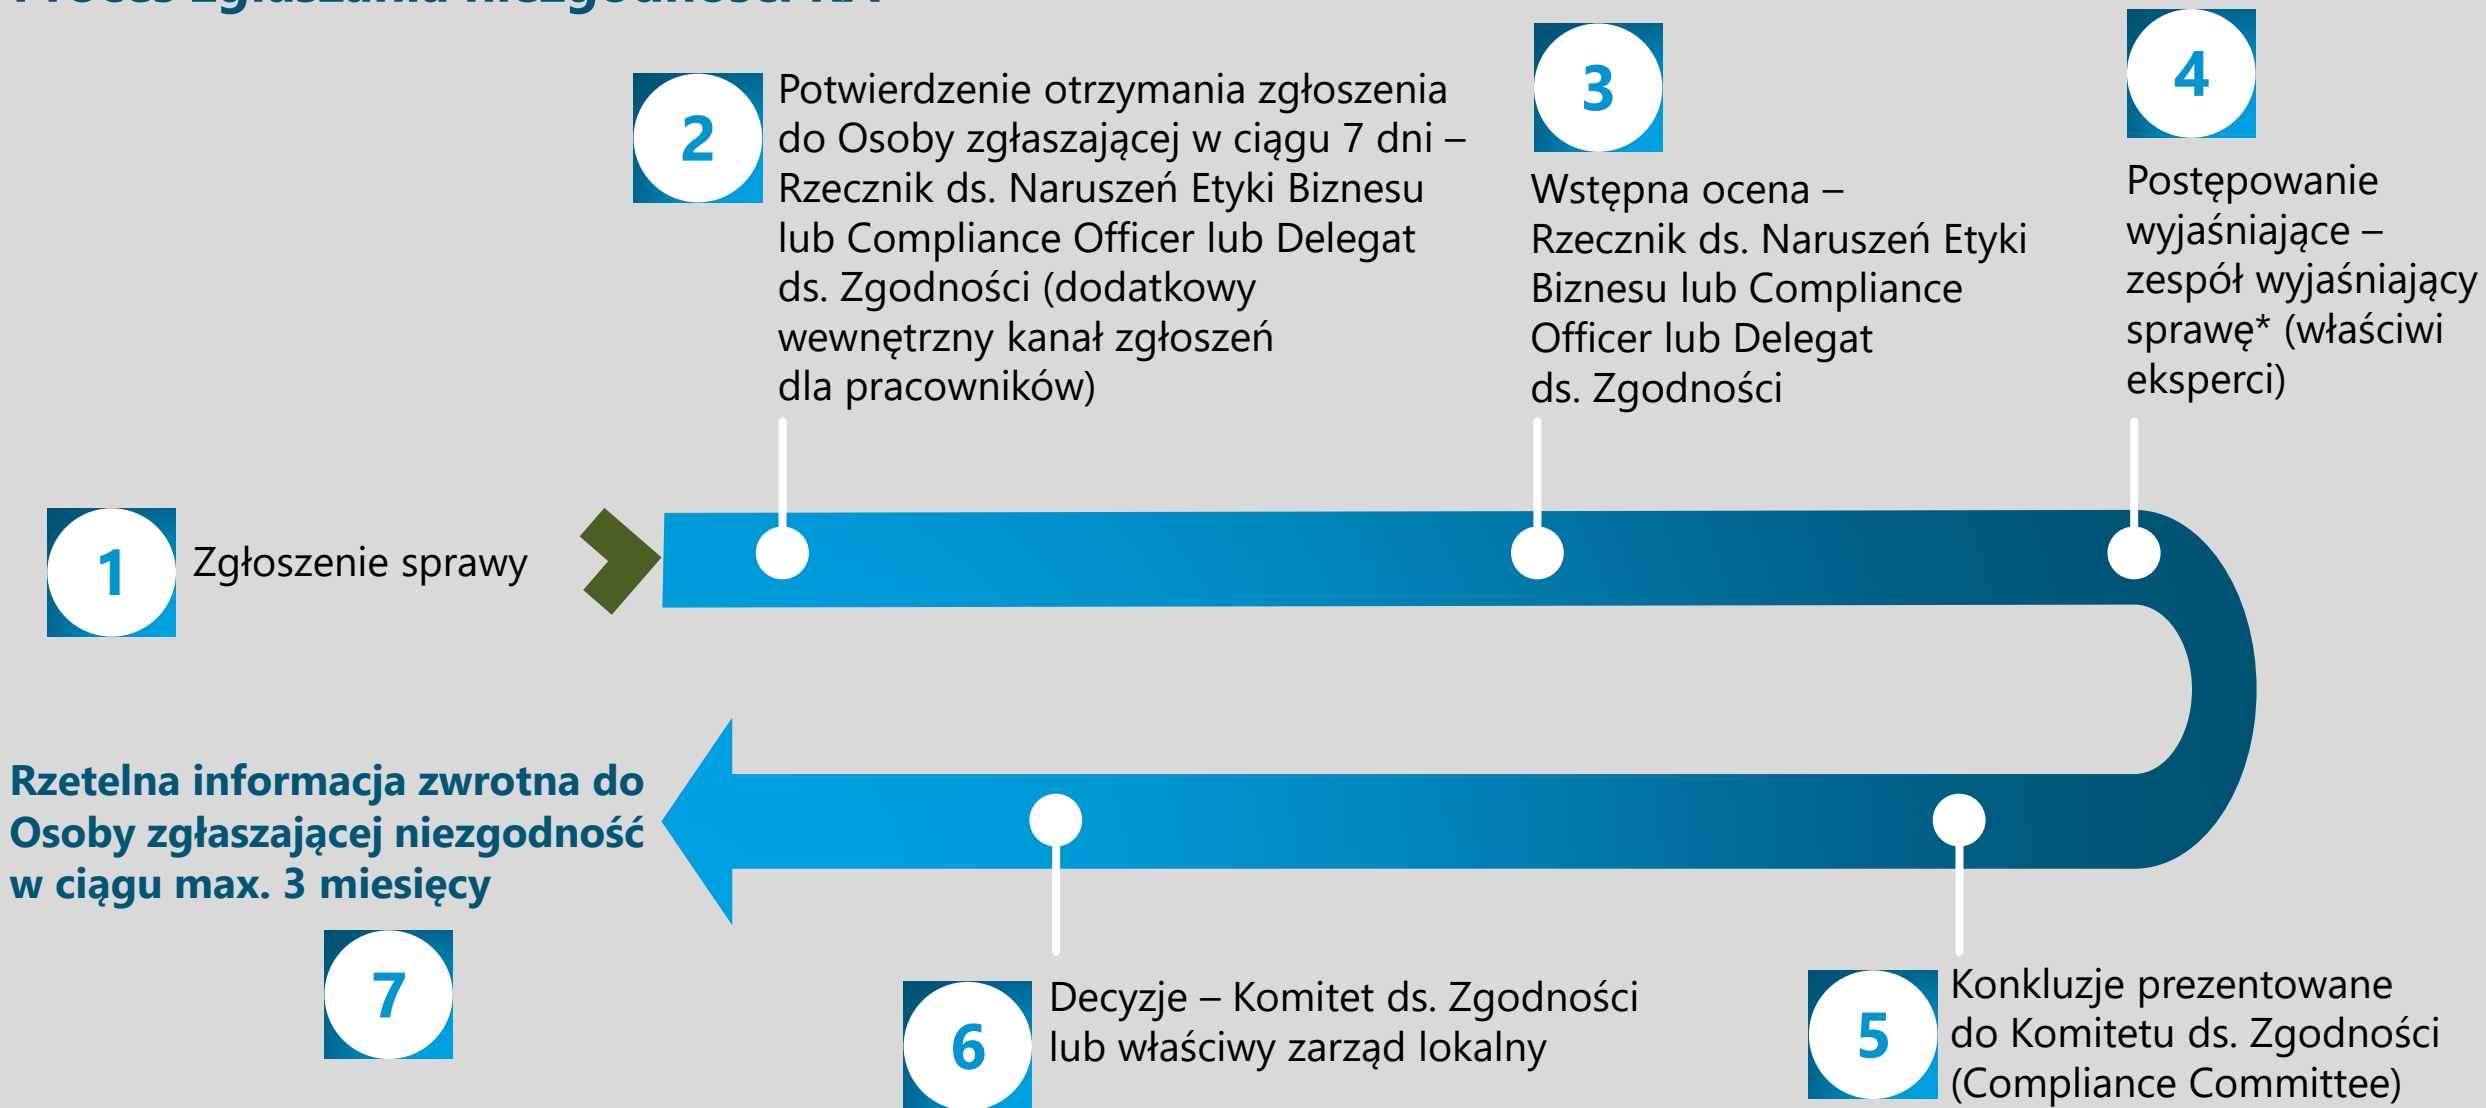 Proces zgłaszania niezgodności
2
Potwierdzenie otrzymania zgłoszenia
do Osoby zgłaszającej w ciągu 7 dni –
Rzecznik ds. Naruszeń Etyki Biznesu
lub Compliance Officer lub Delegat
ds. Zgodności (dodatkowy
wewnętrzny kanał zgłoszeń
dla pracowników)
3
Wstępna ocena –
Rzecznik ds. Naruszeń Etyki
Biznesu lub Compliance
Officer lub Delegat
ds. Zgodności
4
Postępowanie
wyjaśniające –
zespół wyjaśniający
sprawę* (właściwi
eksperci)
1
Zgłoszenie sprawy
Rzetelna informacja zwrotna do
Osoby zgłaszającej niezgodność
w ciągu max. 3 miesięcy
7
6
Decyzje – Komitet ds. Zgodności
lub właściwy zarząd lokalny
5
Konkluzje prezentowane
do Komitetu ds. Zgodności
(Compliance Committee)